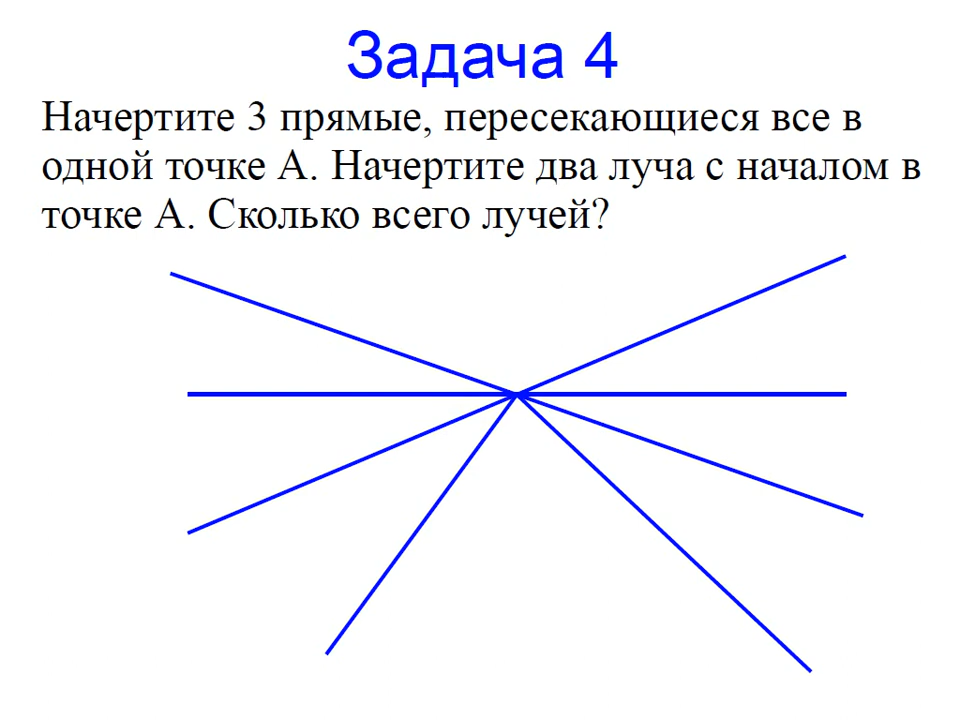 Задача 4
Начертите 3 прямые, пересекающиеся все в
одной точке А. Начертите два луча с началом в
точке А. Сколько всего лучей?